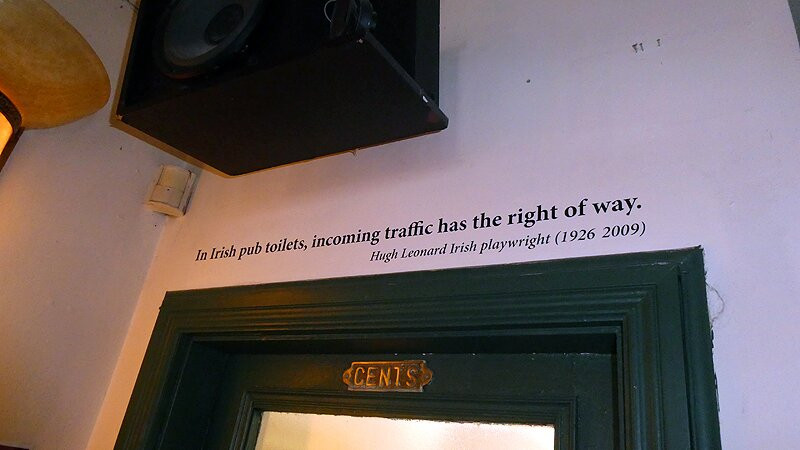 In Irish pub toilets, incoming traffic has the right of way.
Hugh Leonard Irish playwright (1926 2009)
GENTS